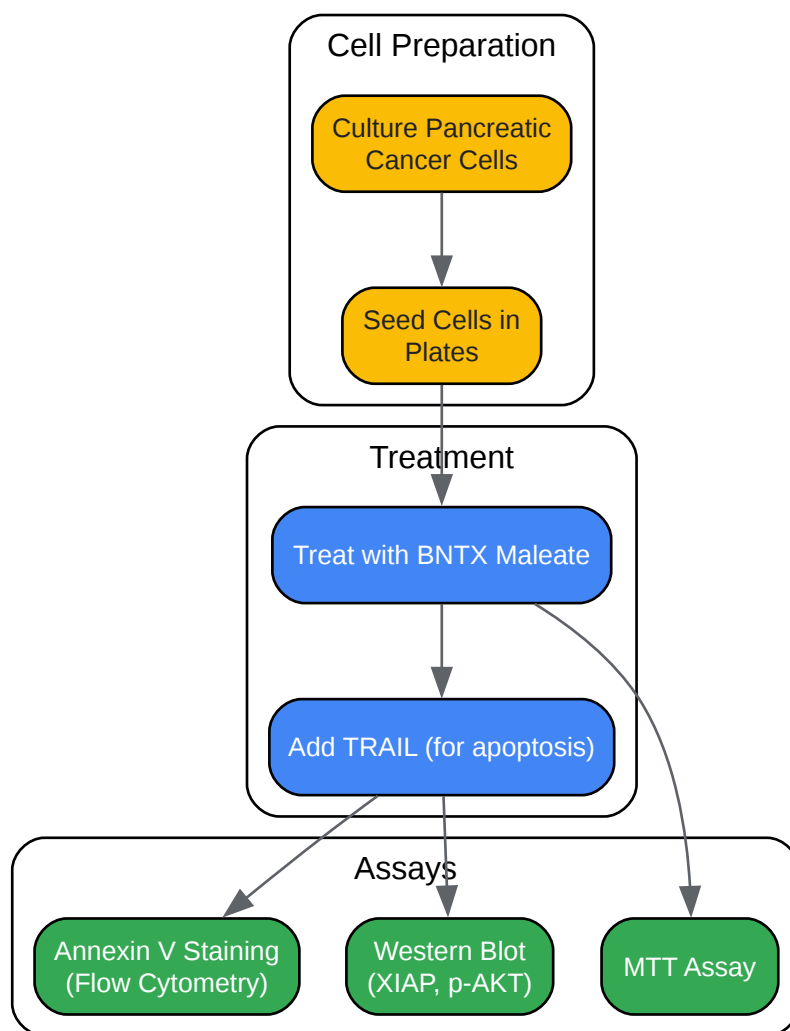 Cell Preparation
Culture Pancreatic
Cancer Cells
Seed Cells in
Plates
Treatment
Treat with BNTX Maleate
Add TRAIL (for apoptosis)
Assays
Annexin V Staining
(Flow Cytometry)
Western Blot
(XIAP, p-AKT)
MTT Assay